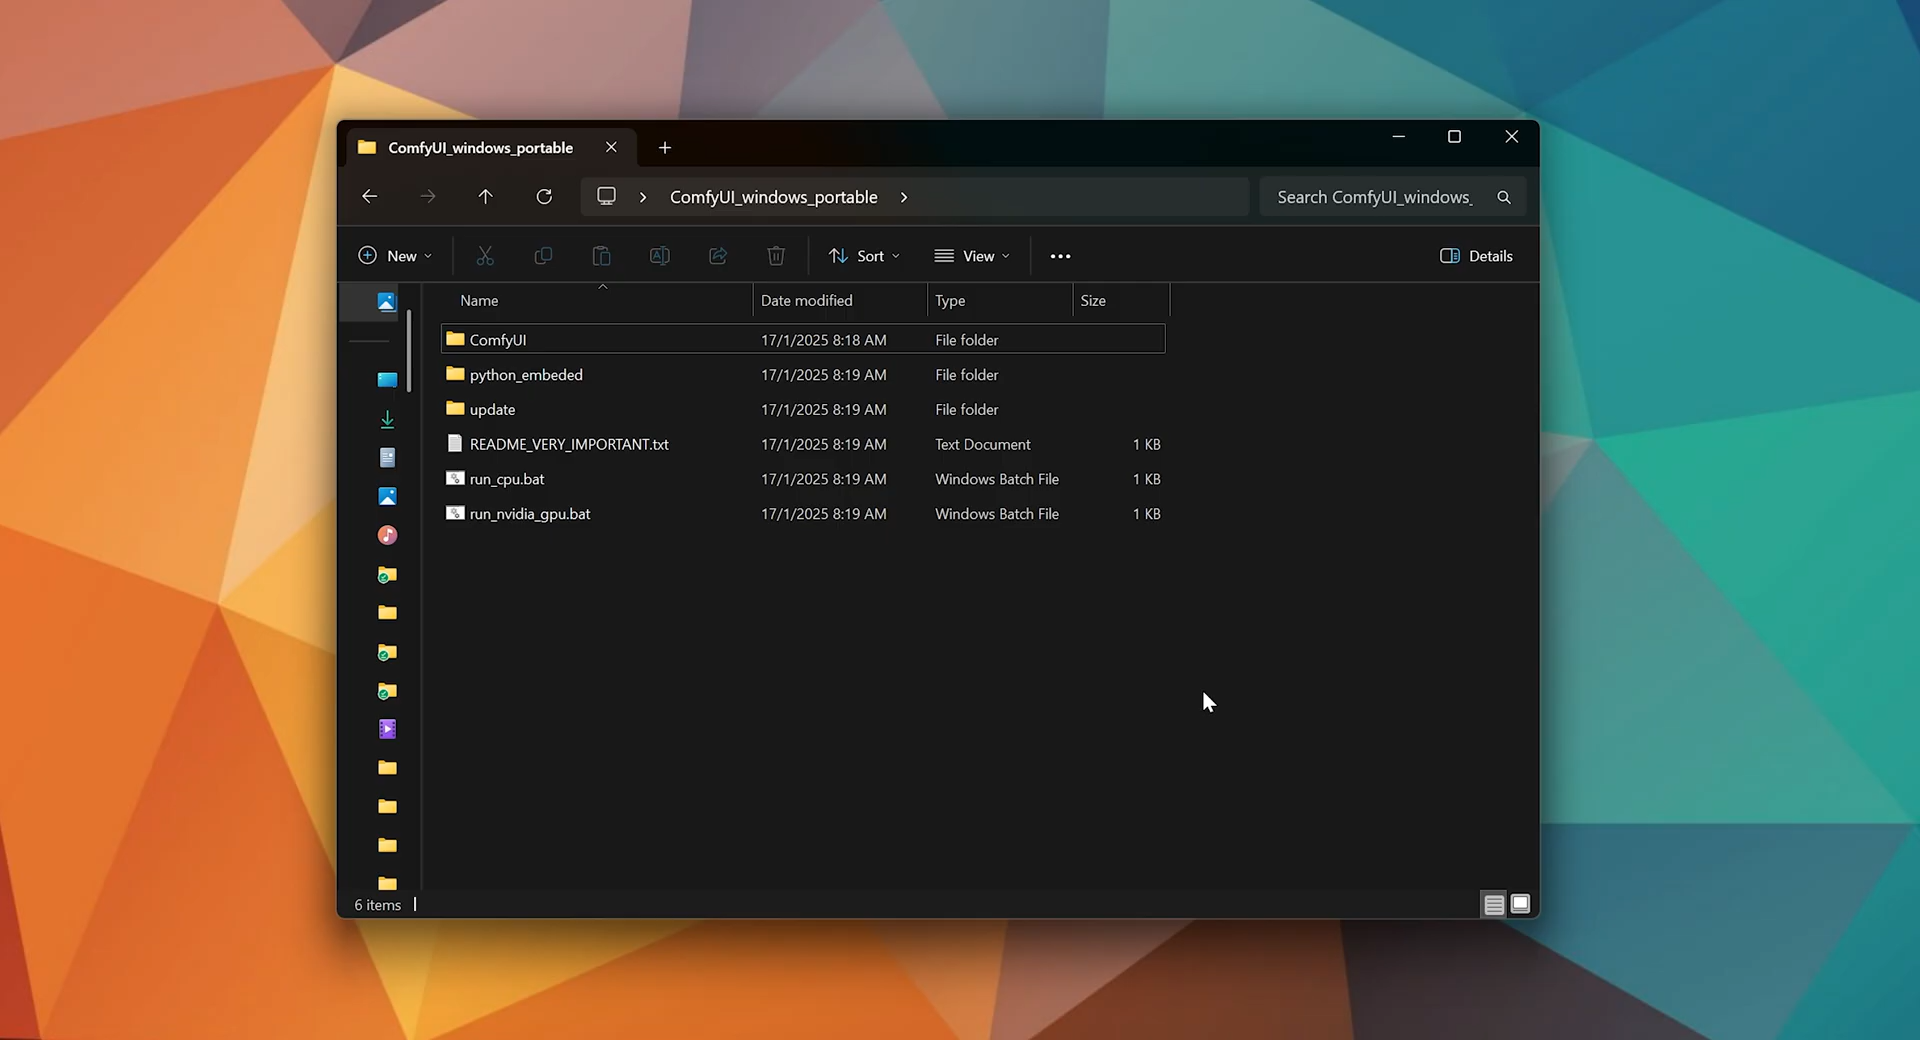 ComfyUI_windows_portable
ComfyUI_windows_portable
Search ComfyUI_windows_
New
Sort
View
Details
Name Date modified Type Size
ComfyUI 17/1/2025 8:18 AM File folder
python_embeded 17/1/2025 8:19 AM File folder
update 17/1/2025 8:19 AM File folder
README_VERY_IMPORTANT.txt 17/1/2025 8:19 AM Text Document 1 KB
run_cpu.bat 17/1/2025 8:19 AM Windows Batch File 1 KB
run_nvidia_gpu.bat 17/1/2025 8:19 AM Windows Batch File 1 KB
6 items